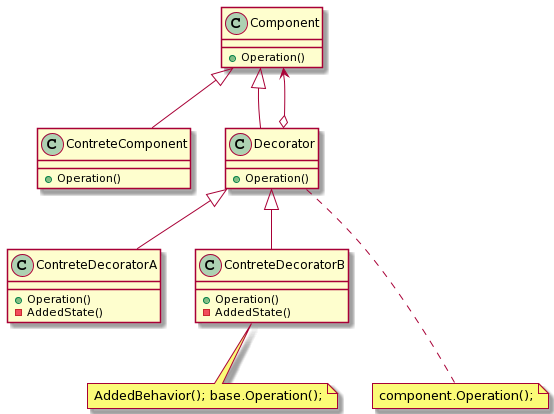 C Component
Operation()
C ContreteComponent
Operation()
C Decorator
Operation()
C ContreteDecoratorA
Operation()
AddedState()
C ContreteDecoratorB
Operation()
AddedState()
AddedBehavior(); base.Operation();
component.Operation();